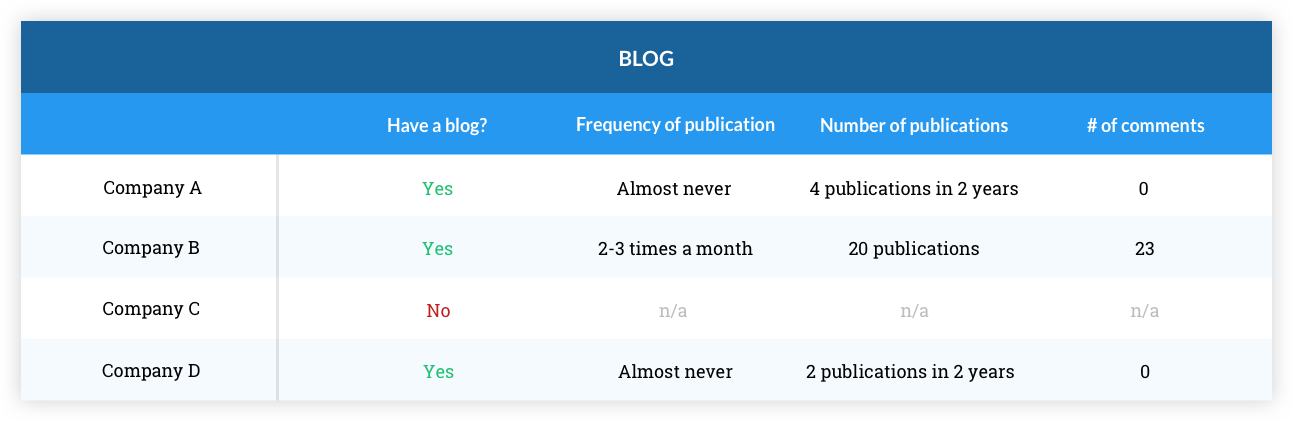 BLOG
Have a blog? Frequency of publication Number of publications # of comments
Company A Yes Almost never 4 publications in 2 years 0
Company B Yes 2-3 times a month 20 publications 23
Company C No n/a n/a n/a
Company D Yes Almost never 2 publications in 2 years 0